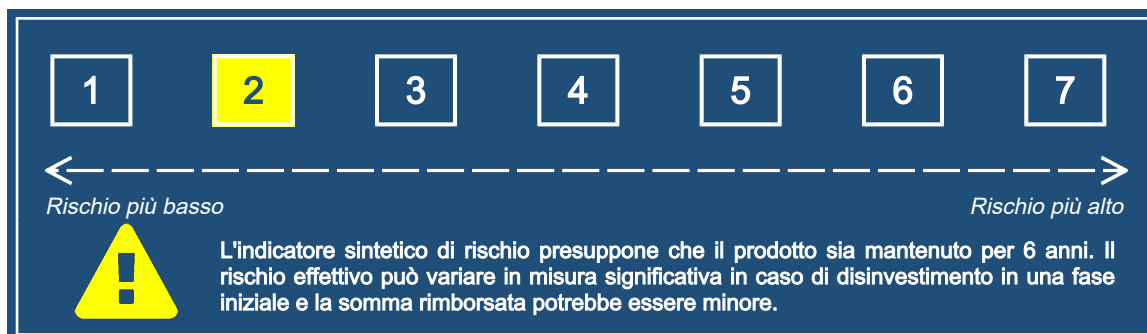 1 2 3 4 5 6 7
Rischio più basso Rischio più alto
L'indicatore sintetico di rischio presuppone che il prodotto sia mantenuto per 6 anni. Il
rischio effettivo può variare in misura significativa in caso di disinvestimento in una fase
iniziale e la somma rimborsata potrebbe essere minore.